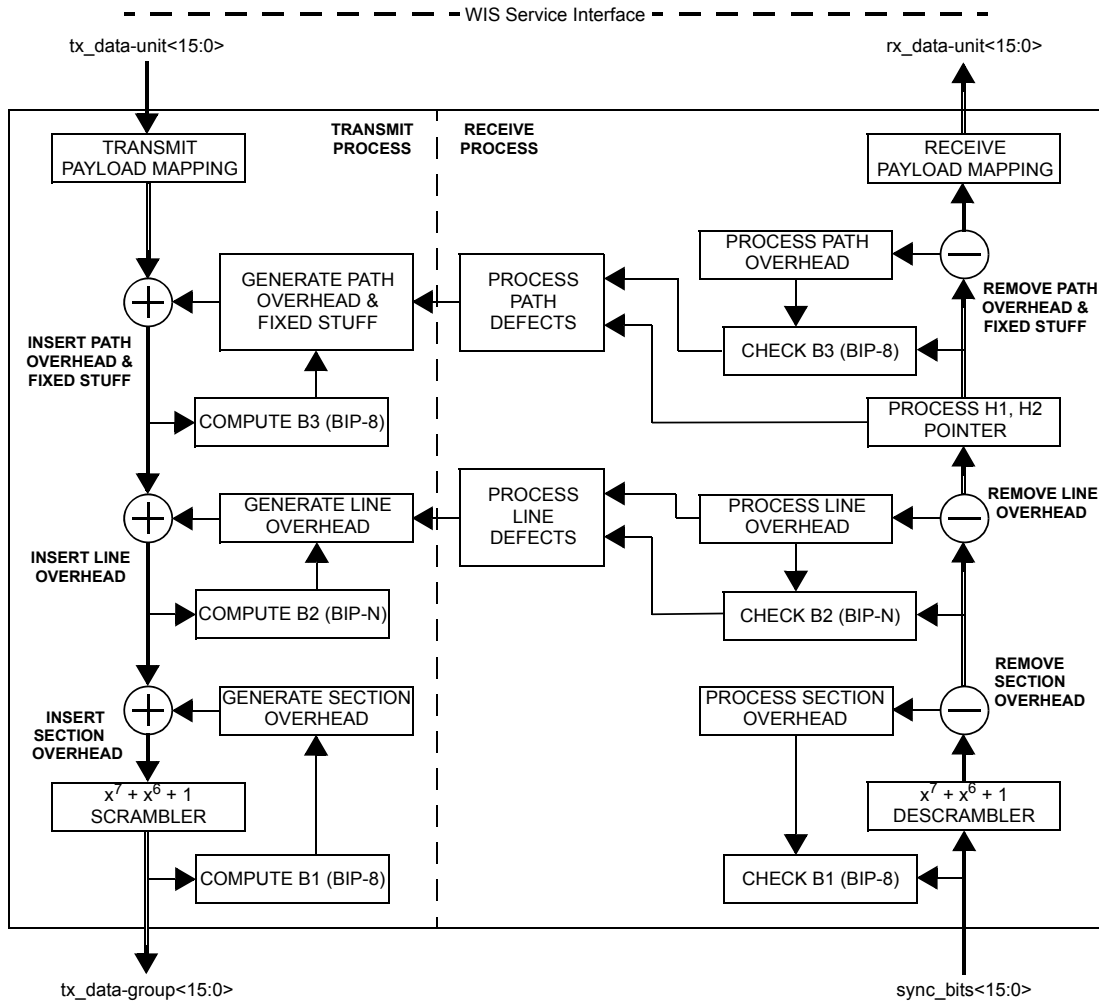 WIS Service Interface
tx_data-unit<15:0>
rx_data-unit<15:0>
TRANSMIT
PROCESS
RECEIVE
PROCESS
TRANSMIT
PAYLOAD MAPPING
RECEIVE
PAYLOAD MAPPING
GENERATE PATH
OVERHEAD &
FIXED STUFF
PROCESS
PATH
DEFECTS
PROCESS PATH
OVERHEAD
REMOVE PATH
OVERHEAD &
FIXED STUFF
INSERT PATH
OVERHEAD &
FIXED STUFF
CHECK B3 (BIP-8)
COMPUTE B3 (BIP-8)
PROCESS H1, H2
POINTER
GENERATE LINE
OVERHEAD
PROCESS
LINE
DEFECTS
PROCESS LINE
OVERHEAD
REMOVE LINE
OVERHEAD
INSERT LINE
OVERHEAD
COMPUTE B2 (BIP-N)
CHECK B2 (BIP-N)
REMOVE
SECTION
OVERHEAD
GENERATE SECTION
OVERHEAD
PROCESS SECTION
OVERHEAD
INSERT
SECTION
OVERHEAD
x⁷ + x⁶ + 1
SCRAMBLER
x⁷ + x⁶ + 1
DESCRAMBLER
COMPUTE B1 (BIP-8)
CHECK B1 (BIP-8)
tx_data-group<15:0>
sync_bits<15:0>